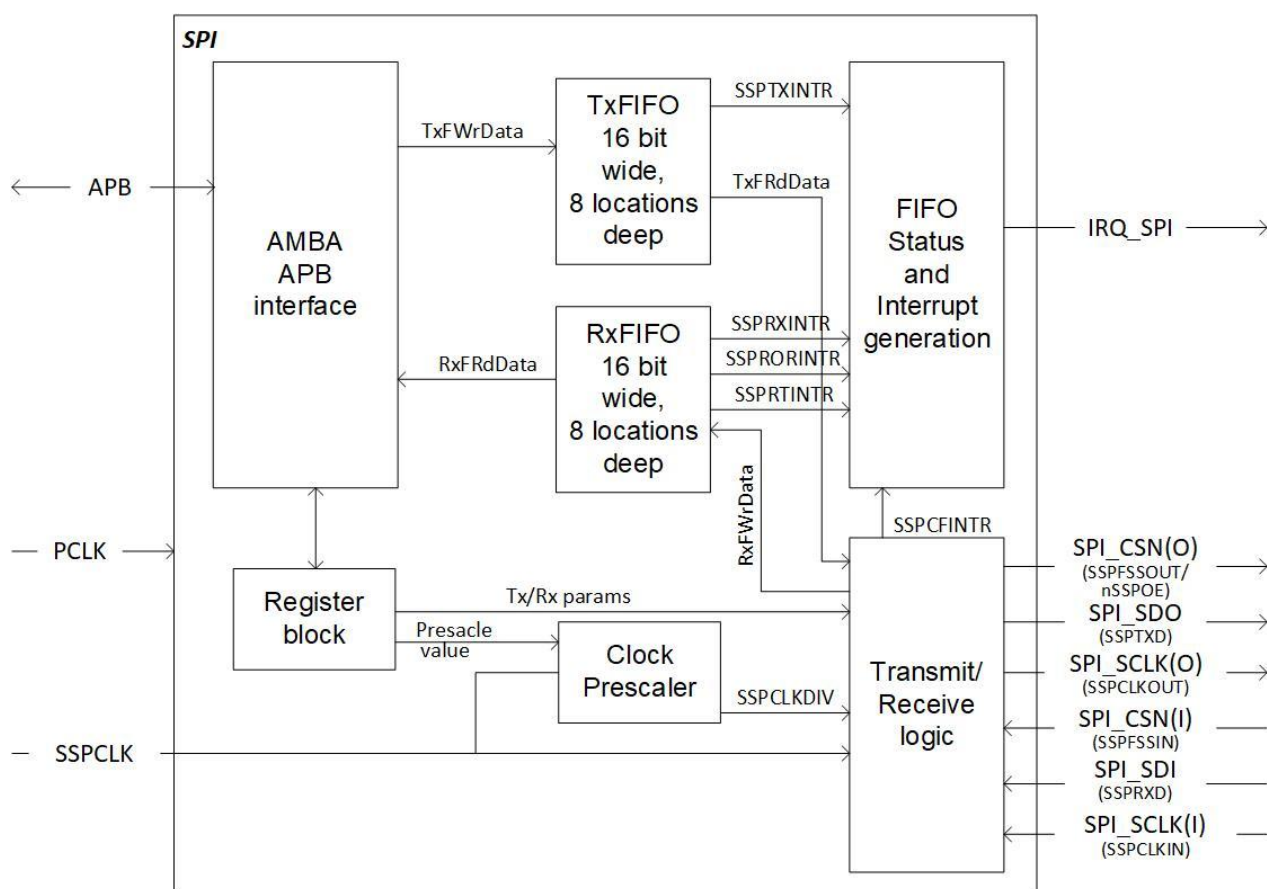 SPI
AMBA
APB
interface
TxFWrData
TxFIFO
16 bit
wide,
8 locations
deep
SSPTXINTR
TxFRdData
FIFO
Status
and
Interrupt
generation
APB
IRQ_SPI
RxFRdData
RxFIFO
16 bit
wide,
8 locations
deep
SSPRXINTR
SSPRORINTR
SSPRTINTR
RxFWrData
SSPCFINTR
PCLK
Register
block
Tx/Rx params
Presacle
value
Clock
Prescaler
SSPCLKDIV
Transmit/
Receive
logic
SSPCLK
SPI_CSN(O)
(SSPFSSOUT/
nSSPOE)
SPI_SDO
(SSPTXD)
SPI_SCLK(O)
(SSPCLKOUT)
SPI_CSN(I)
(SSPFSSIN)
SPI_SDI
(SSPRXD)
SPI_SCLK(I)
(SSPCLKIN)